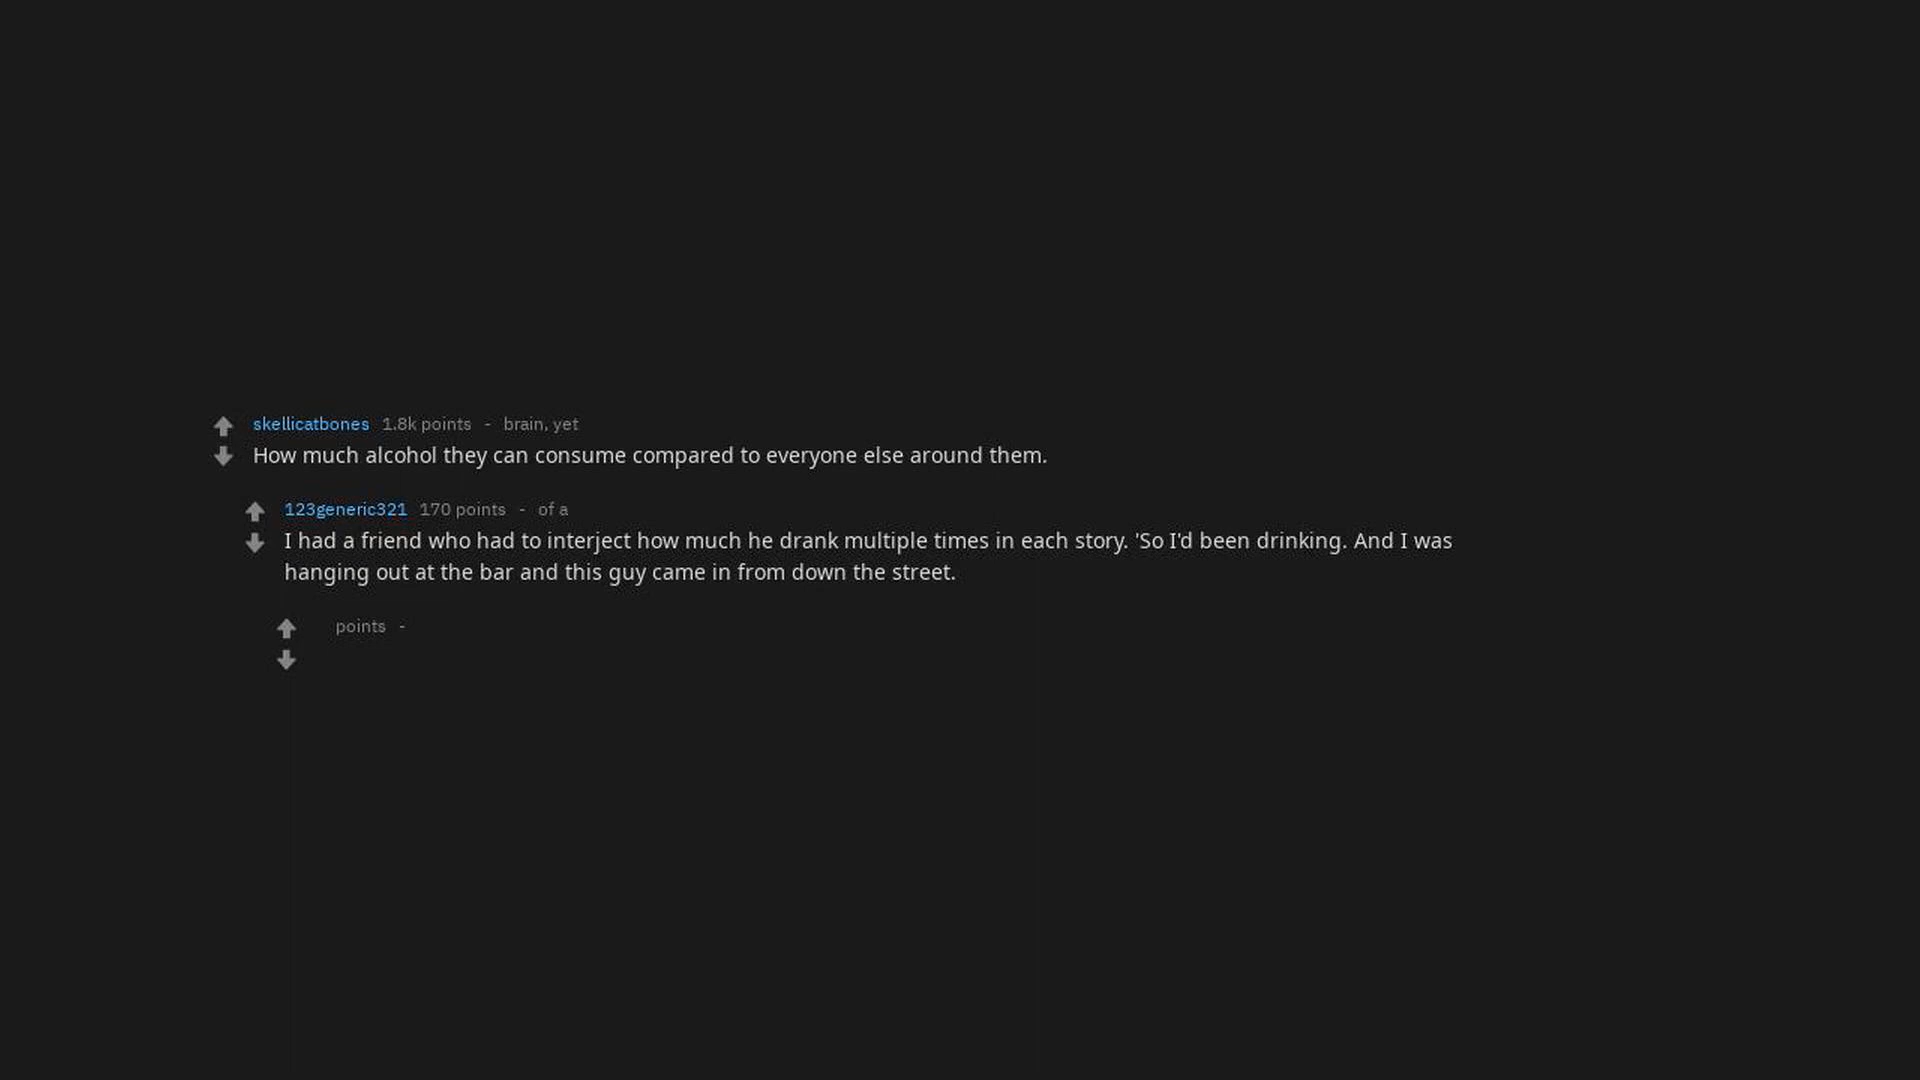 skellicatbones 1.8k points - brain, yet
How much alcohol they can consume compared to everyone else around them.
123generic321 170 points - of a
I had a friend who had to interject how much he drank multiple times in each story. 'So I'd been drinking. And I was
hanging out at the bar and this guy came in from down the street.
points -